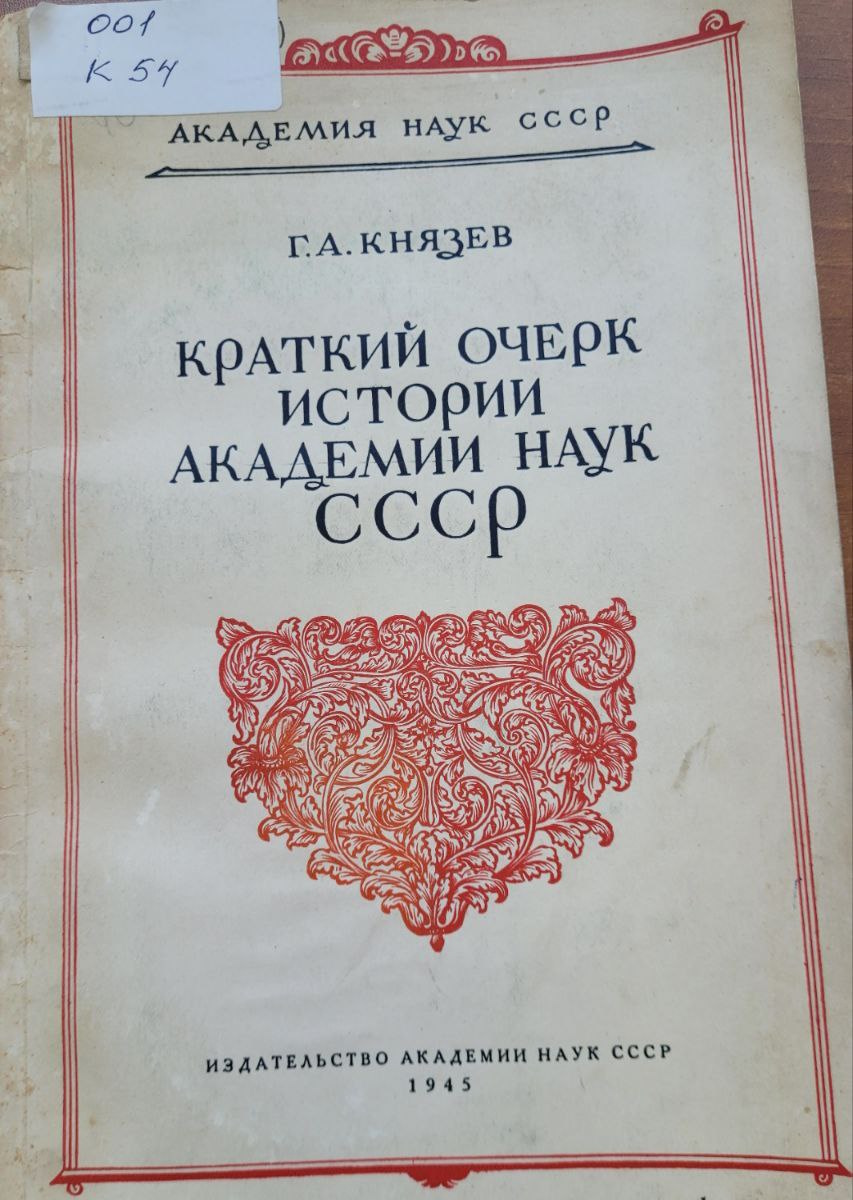 001
К 54
АКАДЕМИЯ НАУК СССР
Г.А. КНЯЗЕВ
КРАТКИЙ ОЧЕРК
ИСТОРИИ
АКАДЕМИИ НАУК
СССР
ИЗДАТЕЛЬСТВО АКАДЕМИИ НАУК СССР
1945